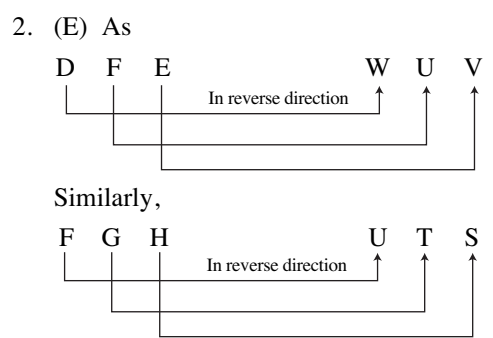 2. (E) As
D F E W U V
In reverse direction
Similarly,
F G H U T S
In reverse direction